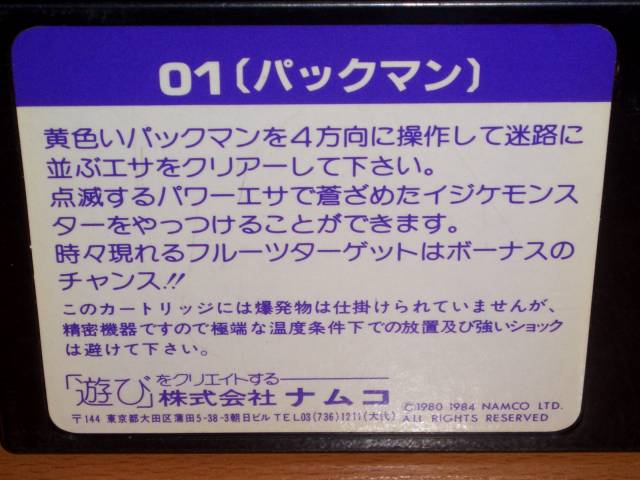 01〔パックマン〕
黄色いパックマンを4方向に操作して迷路に
並ぶエサをクリアーして下さい。
点滅するパワーエサで蒼ざめたイジケモンス
ターをやっつけることができます。
時々現れるフルーツターゲットはボーナスの
チャンス!!
このカートリッジには爆発物は仕掛けられていませんが、
精密機器ですので極端な温度条件下での放置及び強いショック
は避けて下さい。
「遊び」をクリエイトする──
株式会社 ナムコ
〒144 東京都大田区蒲田5-38-3朝日ビル TEL03(736)1211(大代)
©1980 1984 NAMCO LTD.
ALL RIGHTS RESERVED